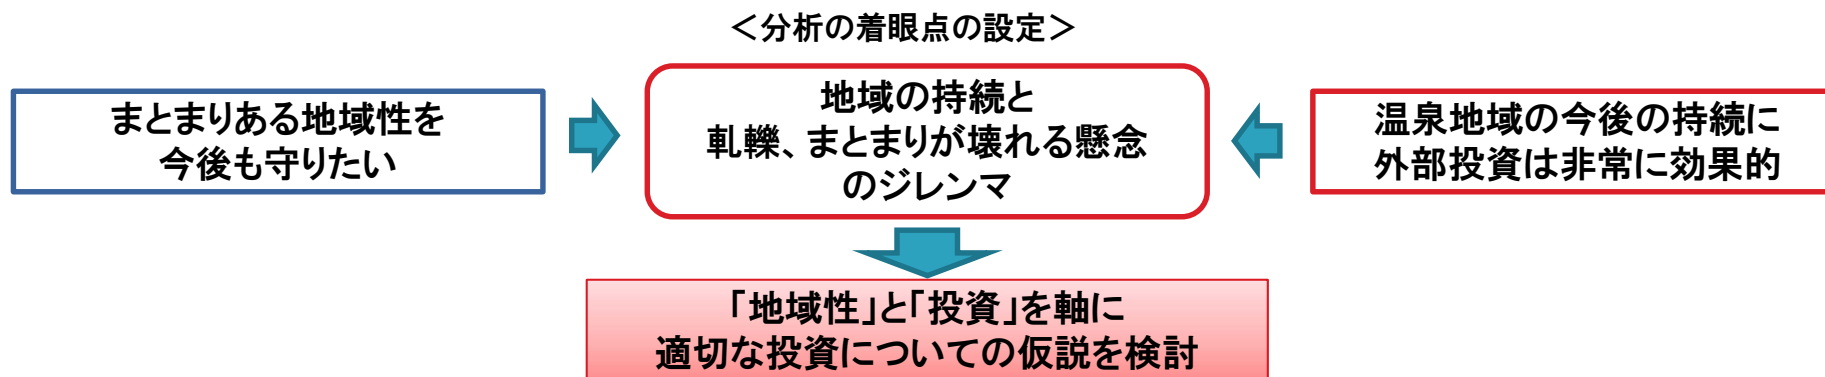 ＜分析の着眼点の設定＞
まとまりある地域性を
今後も守りたい
地域の持続と
軋轢、まとまりが壊れる懸念
のジレンマ
温泉地域の今後の持続に
外部投資は非常に効果的
「地域性」と「投資」を軸に
適切な投資についての仮説を検討